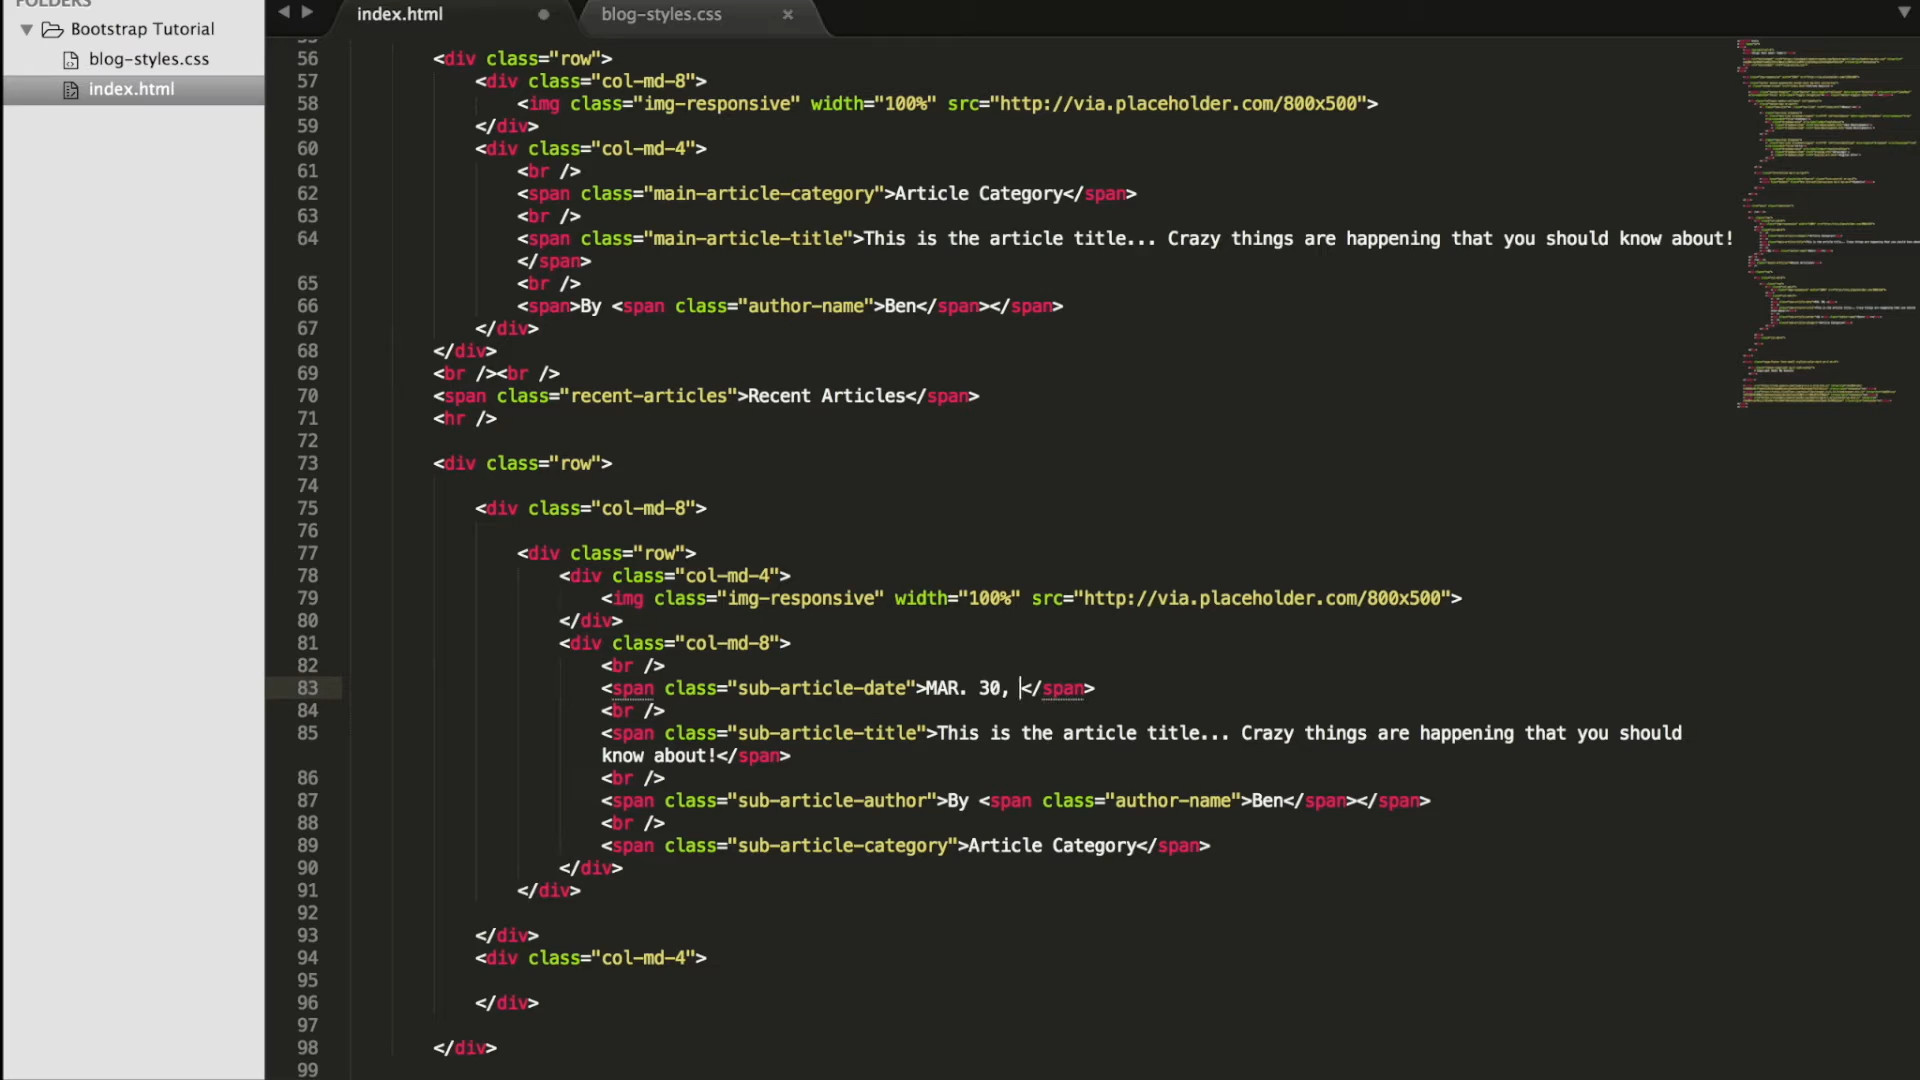 FOLDERS
Bootstrap Tutorial
blog-styles.css
index.html
index.html
blog-styles.css
56 <div class="row">
57 <div class="col-md-8">
58 <img class="img-responsive" width="100%" src="http://via.placeholder.com/800x500">
59 </div>
60 <div class="col-md-4">
61 <br />
62 <span class="main-article-category">Article Category</span>
63 <br />
64 <span class="main-article-title">This is the article title... Crazy things are happening that you should know about!
</span>
65 <br />
66 <span>By <span class="author-name">Ben</span></span>
67 </div>
68 </div>
69 <br /><br />
70 <span class="recent-articles">Recent Articles</span>
71 <hr />
72
73 <div class="row">
74
75 <div class="col-md-8">
76
77 <div class="row">
78 <div class="col-md-4">
79 <img class="img-responsive" width="100%" src="http://via.placeholder.com/800x500">
80 </div>
81 <div class="col-md-8">
82 <br />
83 <span class="sub-article-date">MAR. 30, </span>
84 <br />
85 <span class="sub-article-title">This is the article title... Crazy things are happening that you should
know about!</span>
86 <br />
87 <span class="sub-article-author">By <span class="author-name">Ben</span></span>
88 <br />
89 <span class="sub-article-category">Article Category</span>
90 </div>
91 </div>
92
93 </div>
94 <div class="col-md-4">
95
96 </div>
97
98 </div>
99